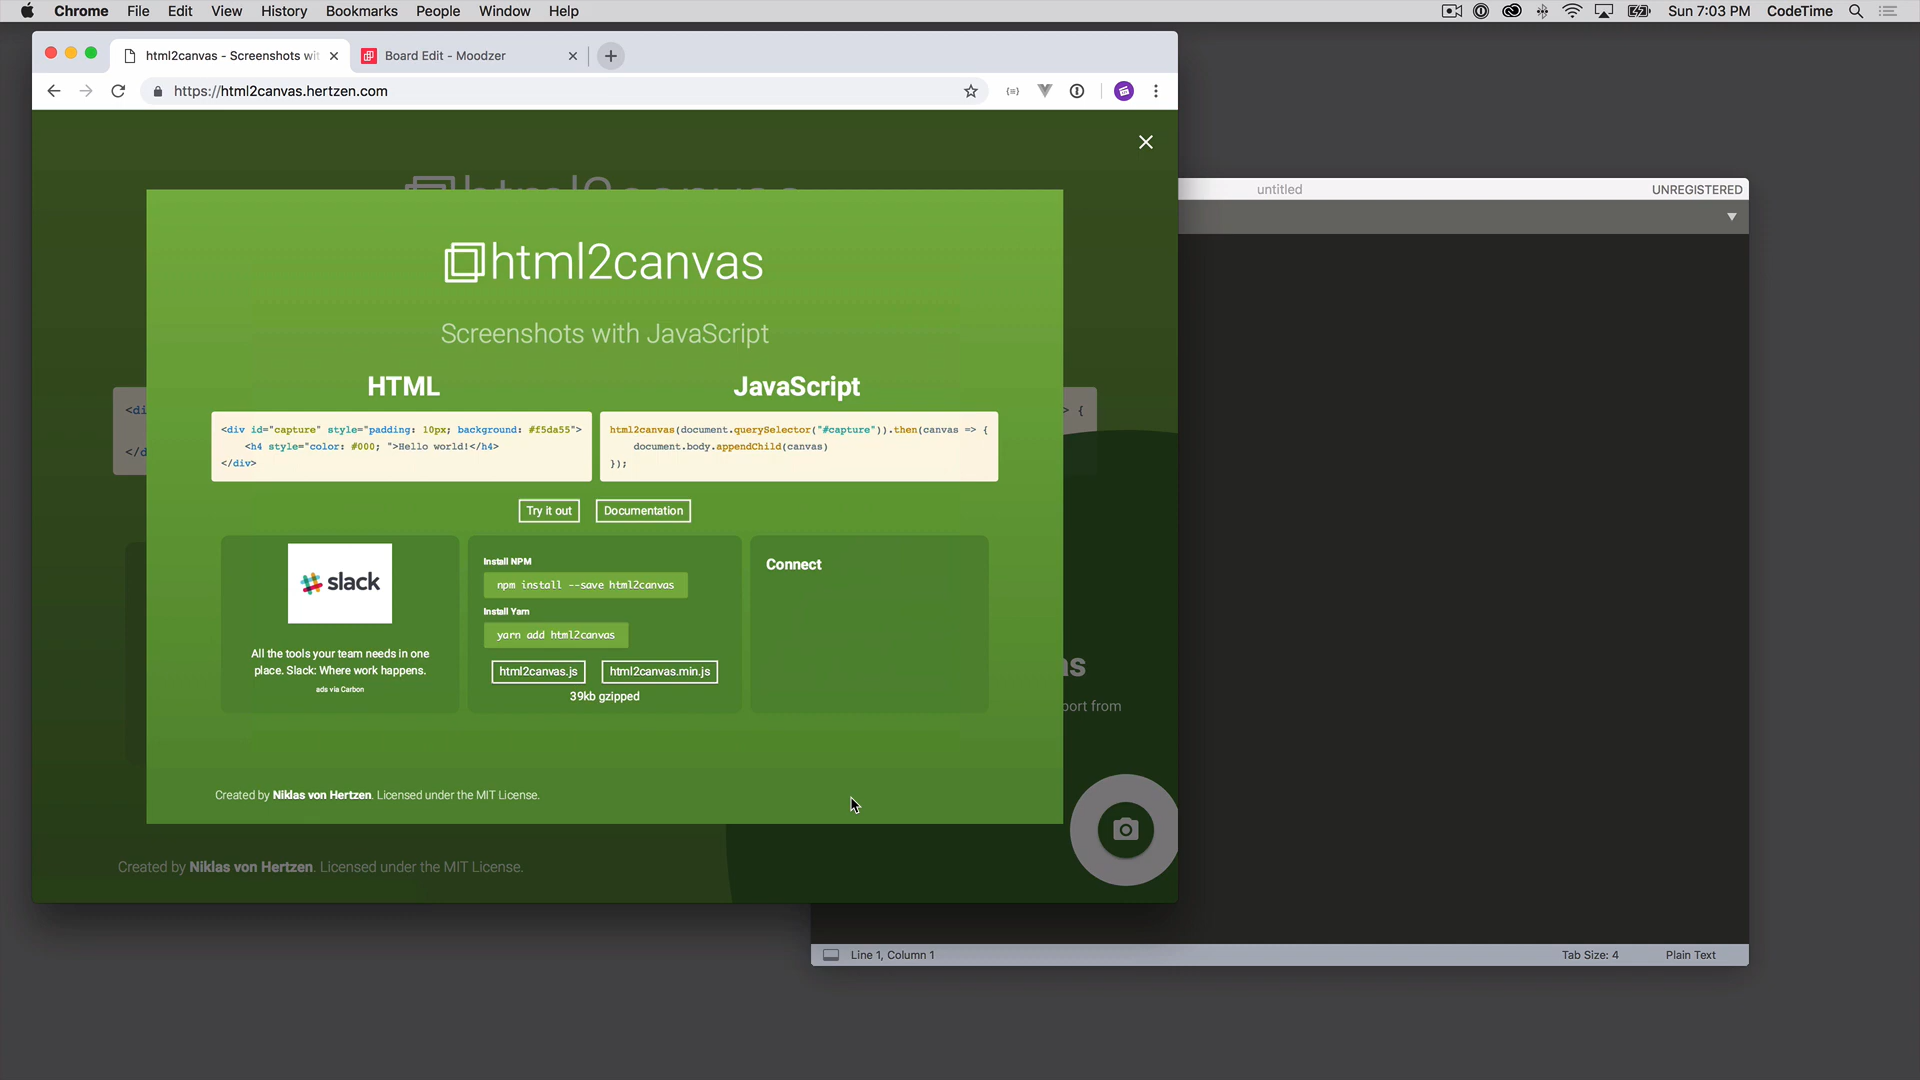 Chrome File Edit View History Bookmarks People Window Help
Sun 7:03 PM CodeTime
html2canvas - Screenshots wit
Board Edit - Moodzer
https://html2canvas.hertzen.com
untitled
UNREGISTERED
html2canvas
Screenshots with JavaScript
HTML
JavaScript
<div id="capture" style="padding: 10px; background: #f5da55">
<h4 style="color: #000; ">Hello world!</h4>
</div>
html2canvas(document.querySelector("#capture")).then(canvas => {
document.body.appendChild(canvas)
});
Try it out
Documentation
slack
All the tools your team needs in one
place. Slack: Where work happens.
ads via Carbon
Install NPM
npm install --save html2canvas
Install Yarn
yarn add html2canvas
html2canvas.js
html2canvas.min.js
39kb gzipped
Connect
Created by Niklas von Hertzen. Licensed under the MIT License.
<di
</d
> {
as
port from
Created by Niklas von Hertzen. Licensed under the MIT License.
Line 1, Column 1
Tab Size: 4
Plain Text